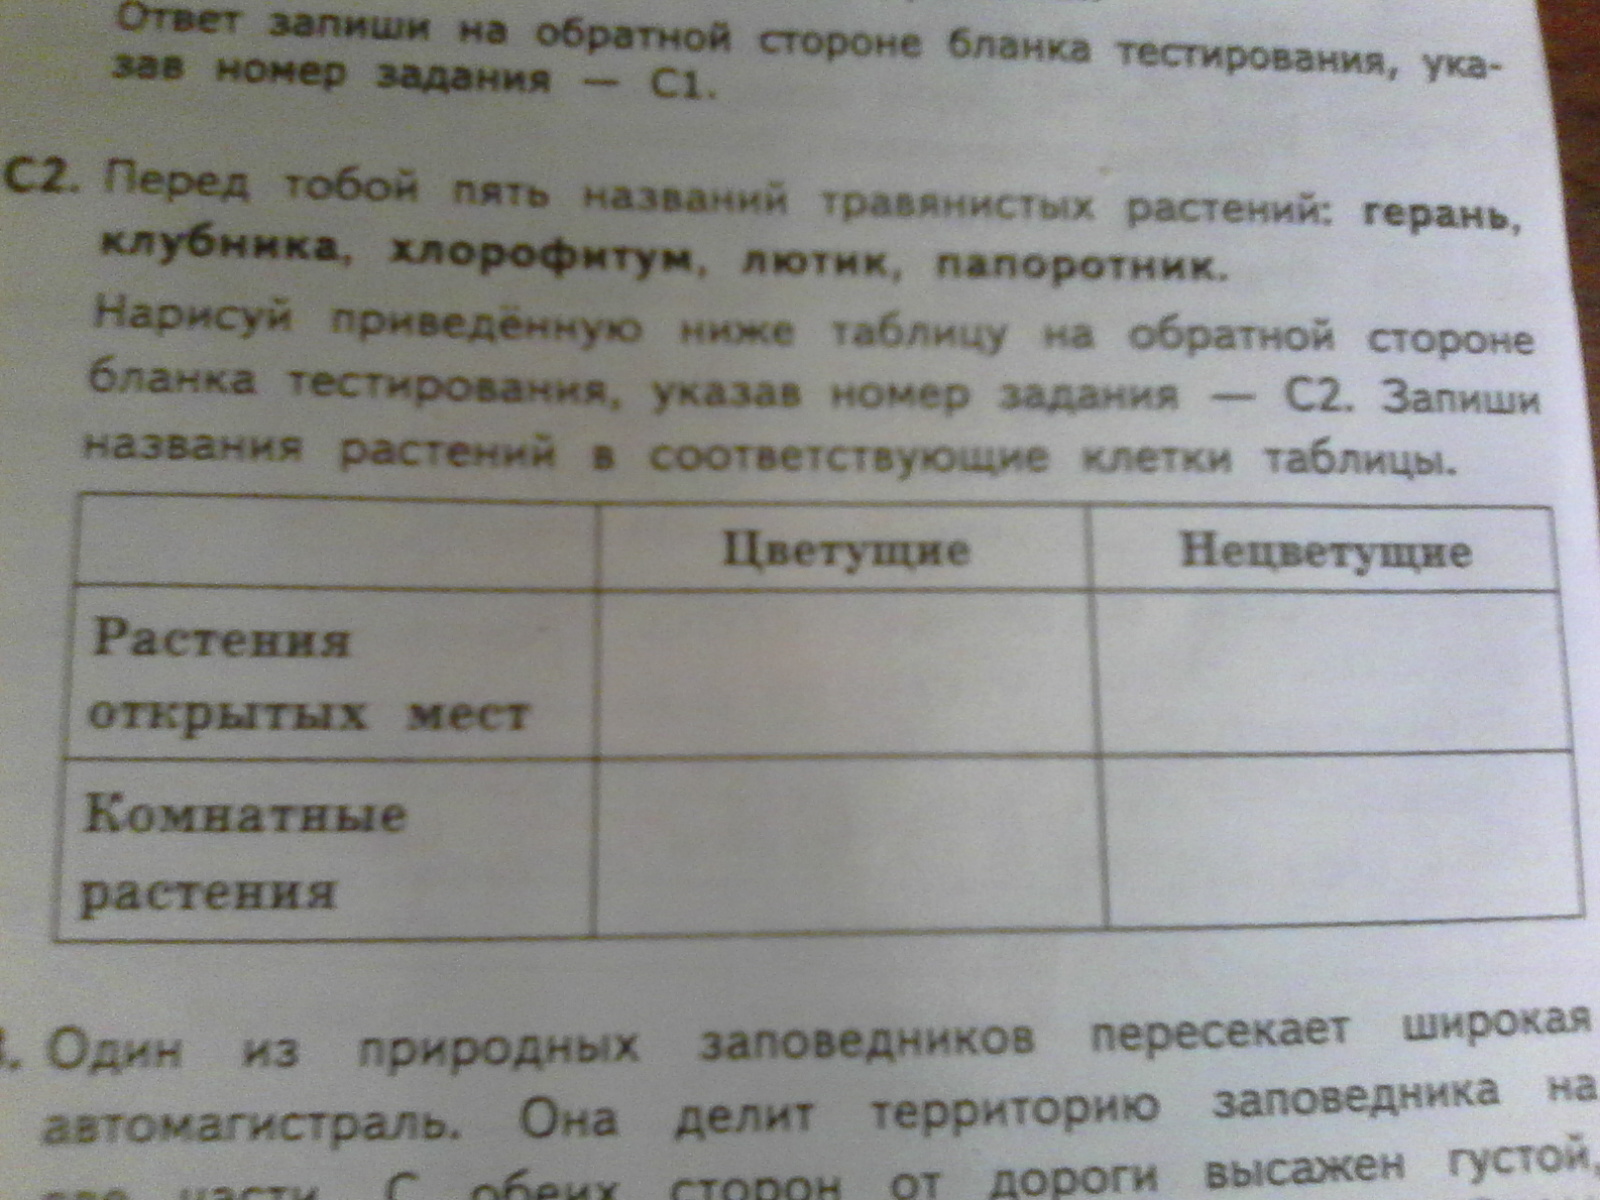 Ответ запиши на обратной стороне бланка тестирования, ука-
зав номер задания — С1.
С2. Перед тобой пять названий травянистых растений: герань,
клубника, хлорофитум, лютик, папоротник.
Нарисуй приведённую ниже таблицу на обратной стороне
бланка тестирования, указав номер задания — С2. Запиши
названия растений в соответствующие клетки таблицы.
Цветущие Нецветущие
Растения
открытых мест
Комнатные
растения
Один из природных заповедников пересекает широкая
автомагистраль. Она делит территорию заповедника на
части. С обеих сторон от дороги высажен густой,